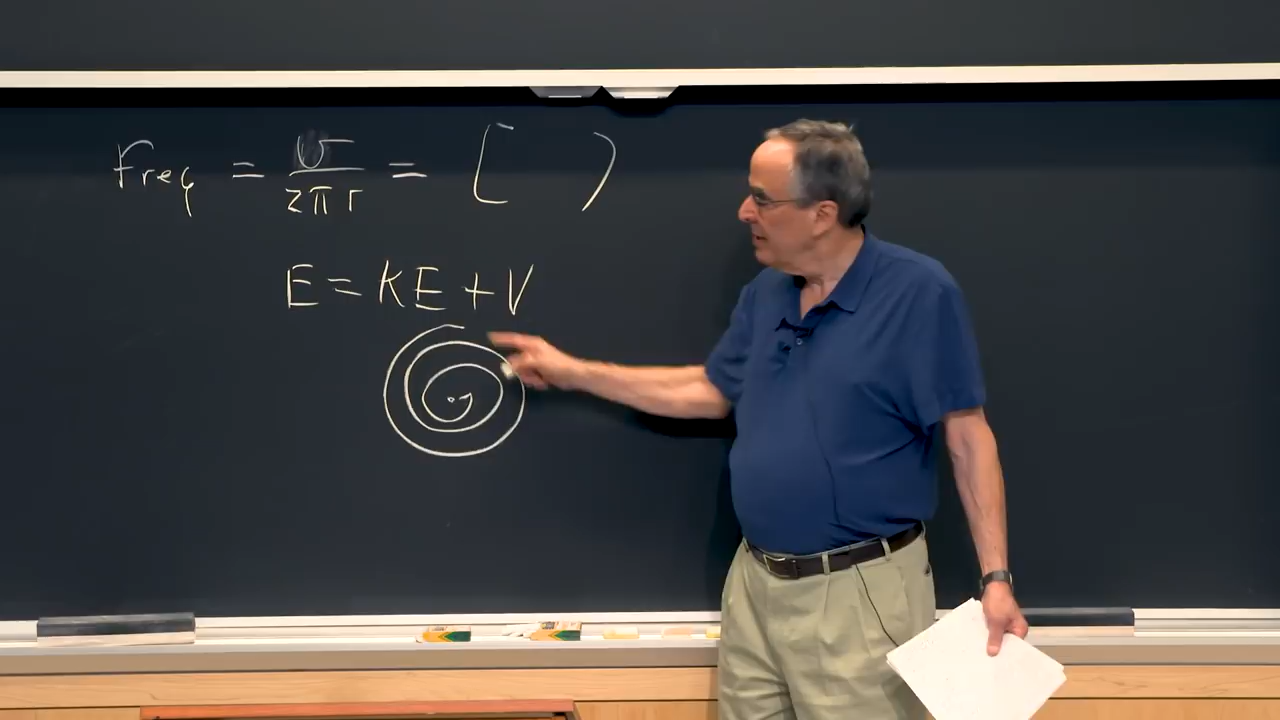 Freq = v/2πr = [ )
E = KE + V